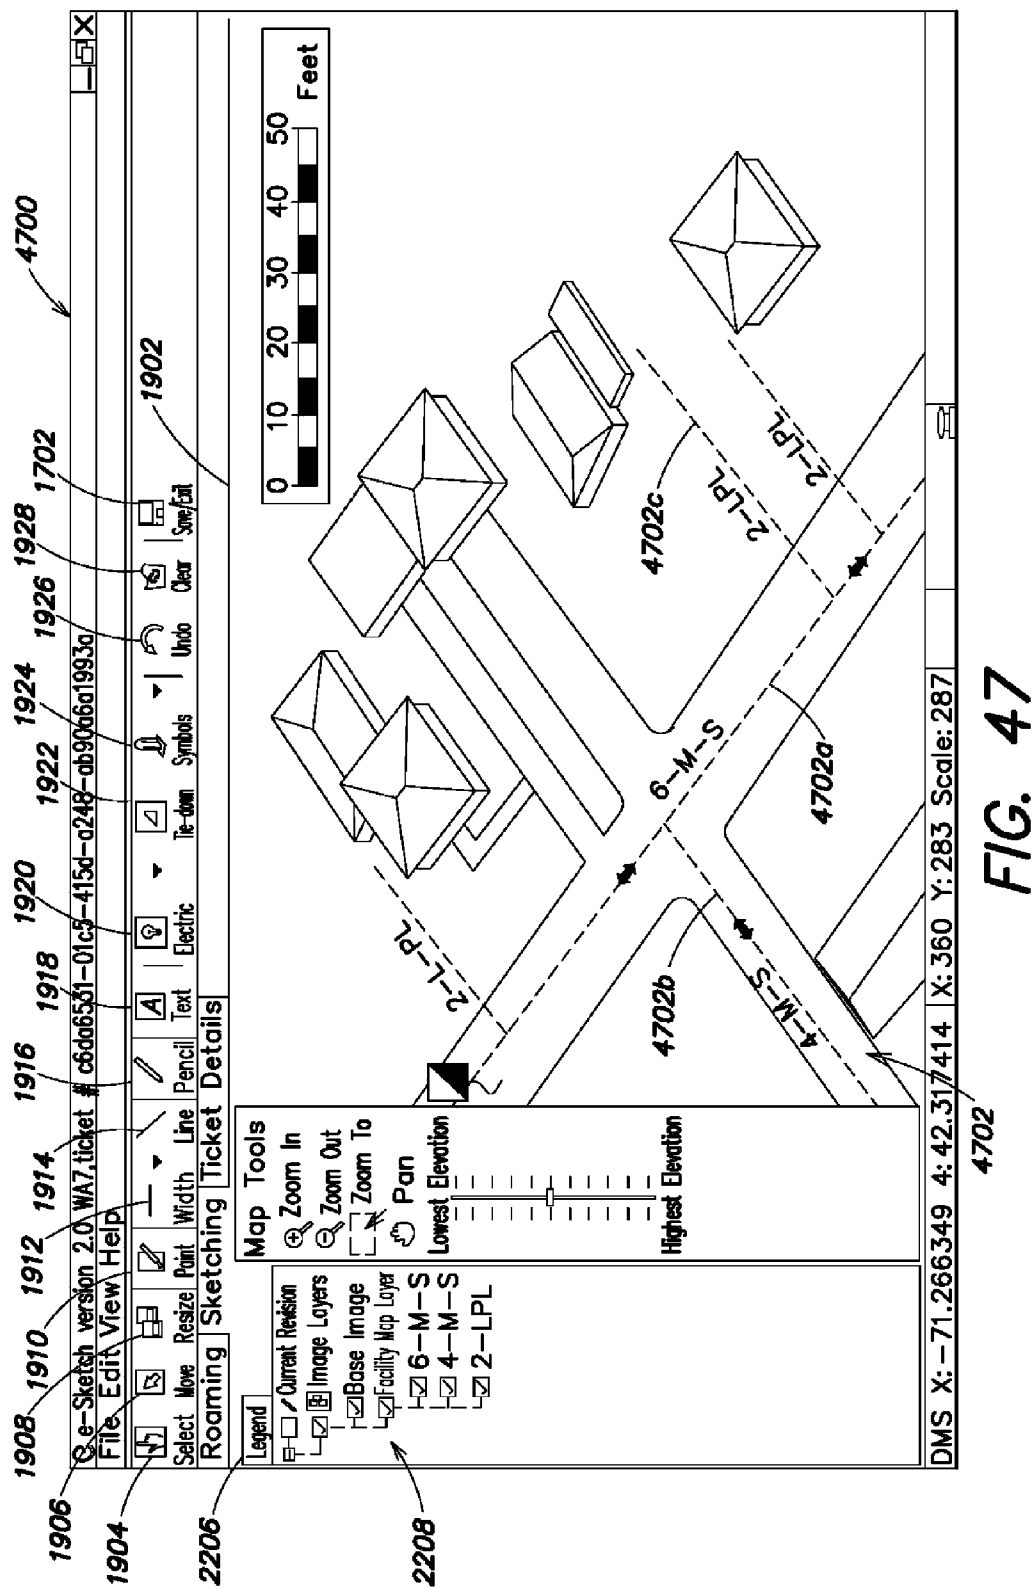 4700
1908
1910
1912
1914
1916
1918
1920
1922
1924
1926
1928
1702
1906
1904
2206
1902
e-Sketch version 2.0 WA7,ticket # c6da6531-01c5-415d-a248-ab90a6a1993a
File Edit View Help
Select Move Resize Paint Width Line Pencil Text Electric Tie-down Symbols Undo Clear Save/Exit
Roaming Sketching Ticket Details
Legend
Current Revision
Image Layers
Base Image
Facility Map Layer
6-M-S
4-M-S
2-LPL
2208
Map Tools
Zoom In
Zoom Out
Zoom To
Pan
Lowest Elevation
Highest Elevation
0 10 20 30 40 50
Feet
2-L-PL
4702c
2-LPL
2-LPL
6-M-S
4702b
4702a
4-M-S
DMS X: -71.266349 4: 42.317414 X: 360 Y: 283 Scale: 287
4702
FIG. 47